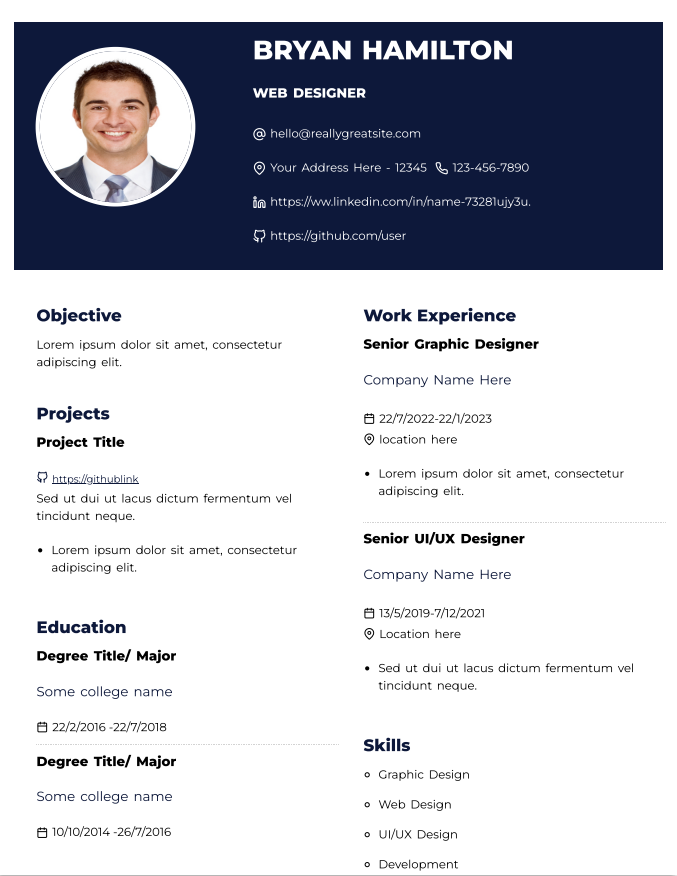 BRYAN HAMILTON
WEB DESIGNER
hello@reallygreatsite.com
Your Address Here - 12345 123-456-7890
https://ww.linkedin.com/in/name-73281ujy3u.
https://github.com/user
Objective
Lorem ipsum dolor sit amet, consectetur
adipiscing elit.
Projects
Project Title
https://githublink
Sed ut dui ut lacus dictum fermentum vel
tincidunt neque.
• Lorem ipsum dolor sit amet, consectetur
adipiscing elit.
Education
Degree Title/ Major
Some college name
22/2/2016 -22/7/2018
Degree Title/ Major
Some college name
10/10/2014 -26/7/2016
Work Experience
Senior Graphic Designer
Company Name Here
22/7/2022-22/1/2023
location here
• Lorem ipsum dolor sit amet, consectetur
adipiscing elit.
Senior UI/UX Designer
Company Name Here
13/5/2019-7/12/2021
Location here
• Sed ut dui ut lacus dictum fermentum vel
tincidunt neque.
Skills
Graphic Design
Web Design
UI/UX Design
Development